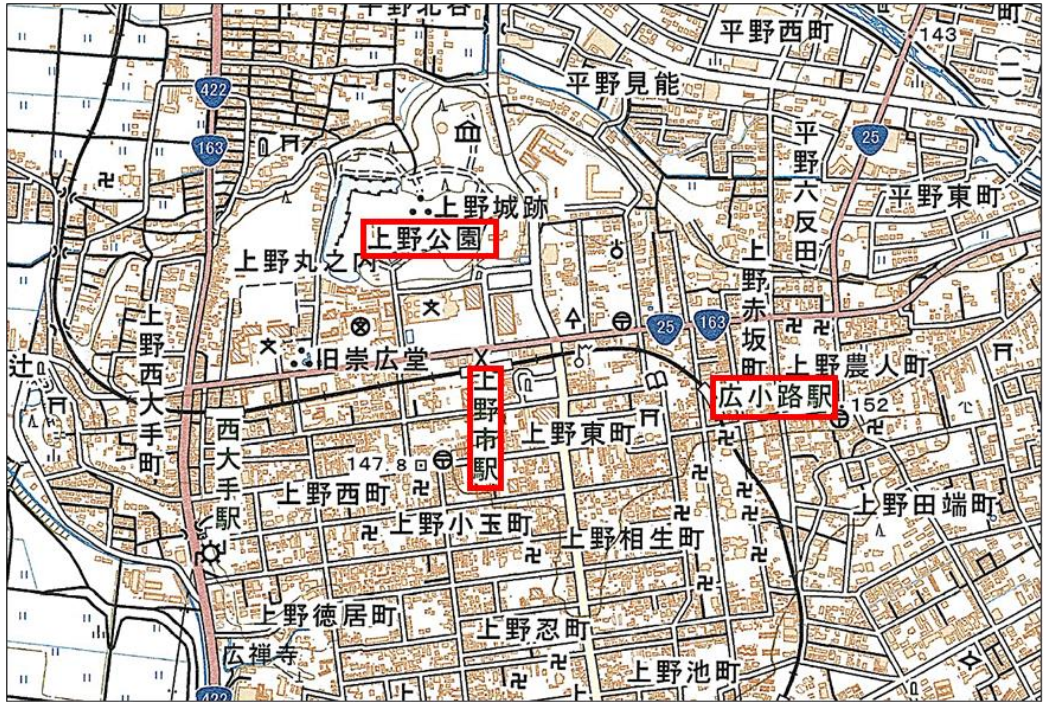 平野北谷
平野西町
143
(二)
町
平野見能
422
163
25
平野六反田
平野東町
上野城跡
上野公園
上野丸之内
上野赤坂町
25
163
上野西大手町
旧崇広堂
上野農人町
辻
上野市駅
広小路駅
152
西大手駅
上野東町
147.8
上野西町
上野田端町
上野小玉町
上野相生町
上野徳居町
上野忍町
広禅寺
上野池町
422
上
上野